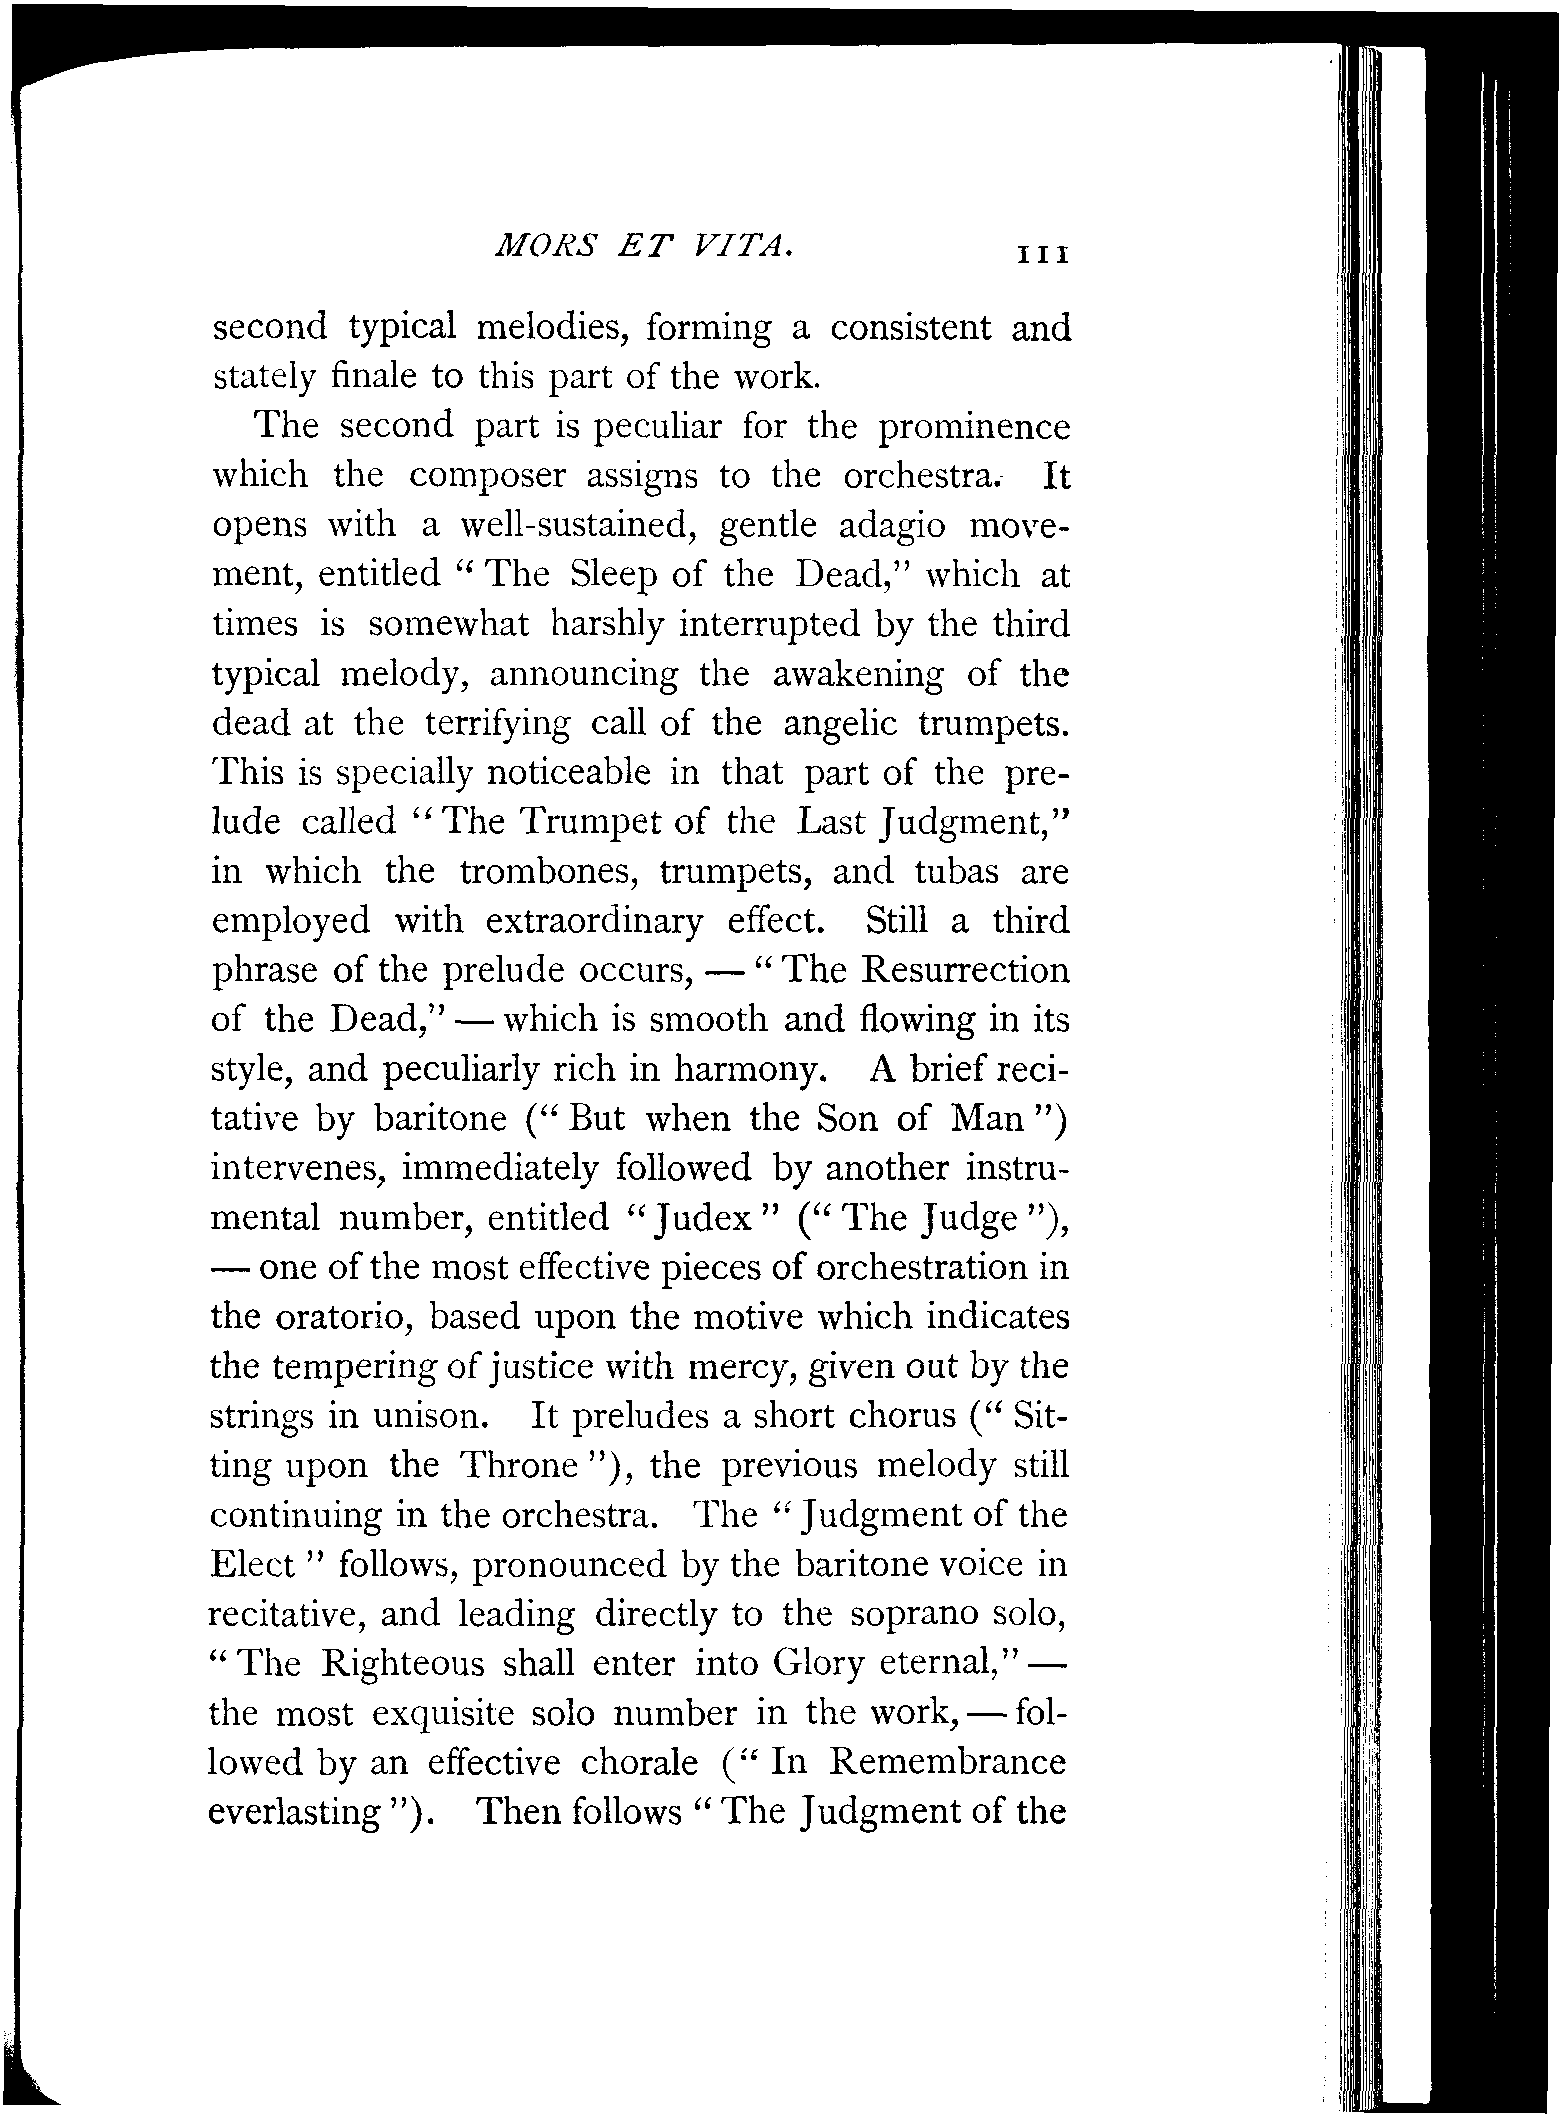 MORS ET VITA. 111
second typical melodies, forming a consistent and
stately finale to this part of the work.
The second part is peculiar for the prominence
which the composer assigns to the orchestra. It
opens with a well-sustained, gentle adagio move-
ment, entitled “ The Sleep of the Dead,” which at
times is somewhat harshly interrupted by the third
typical melody, announcing the awakening of the
dead at the terrifying call of the angelic trumpets.
This is specially noticeable in that part of the pre-
lude called “ The Trumpet of the Last Judgment,”
in which the trombones, trumpets, and tubas are
employed with extraordinary effect. Still a third
phrase of the prelude occurs, — “ The Resurrection
of the Dead,” — which is smooth and flowing in its
style, and peculiarly rich in harmony. A brief reci-
tative by baritone (“ But when the Son of Man ”)
intervenes, immediately followed by another instru-
mental number, entitled “ Judex ” (“ The Judge ”),
— one of the most effective pieces of orchestration in
the oratorio, based upon the motive which indicates
the tempering of justice with mercy, given out by the
strings in unison. It preludes a short chorus (“ Sit-
ting upon the Throne ”), the previous melody still
continuing in the orchestra. The “ Judgment of the
Elect ” follows, pronounced by the baritone voice in
recitative, and leading directly to the soprano solo,
“ The Righteous shall enter into Glory eternal,” —
the most exquisite solo number in the work, — fol-
lowed by an effective chorale (“ In Remembrance
everlasting ”). Then follows “ The Judgment of the